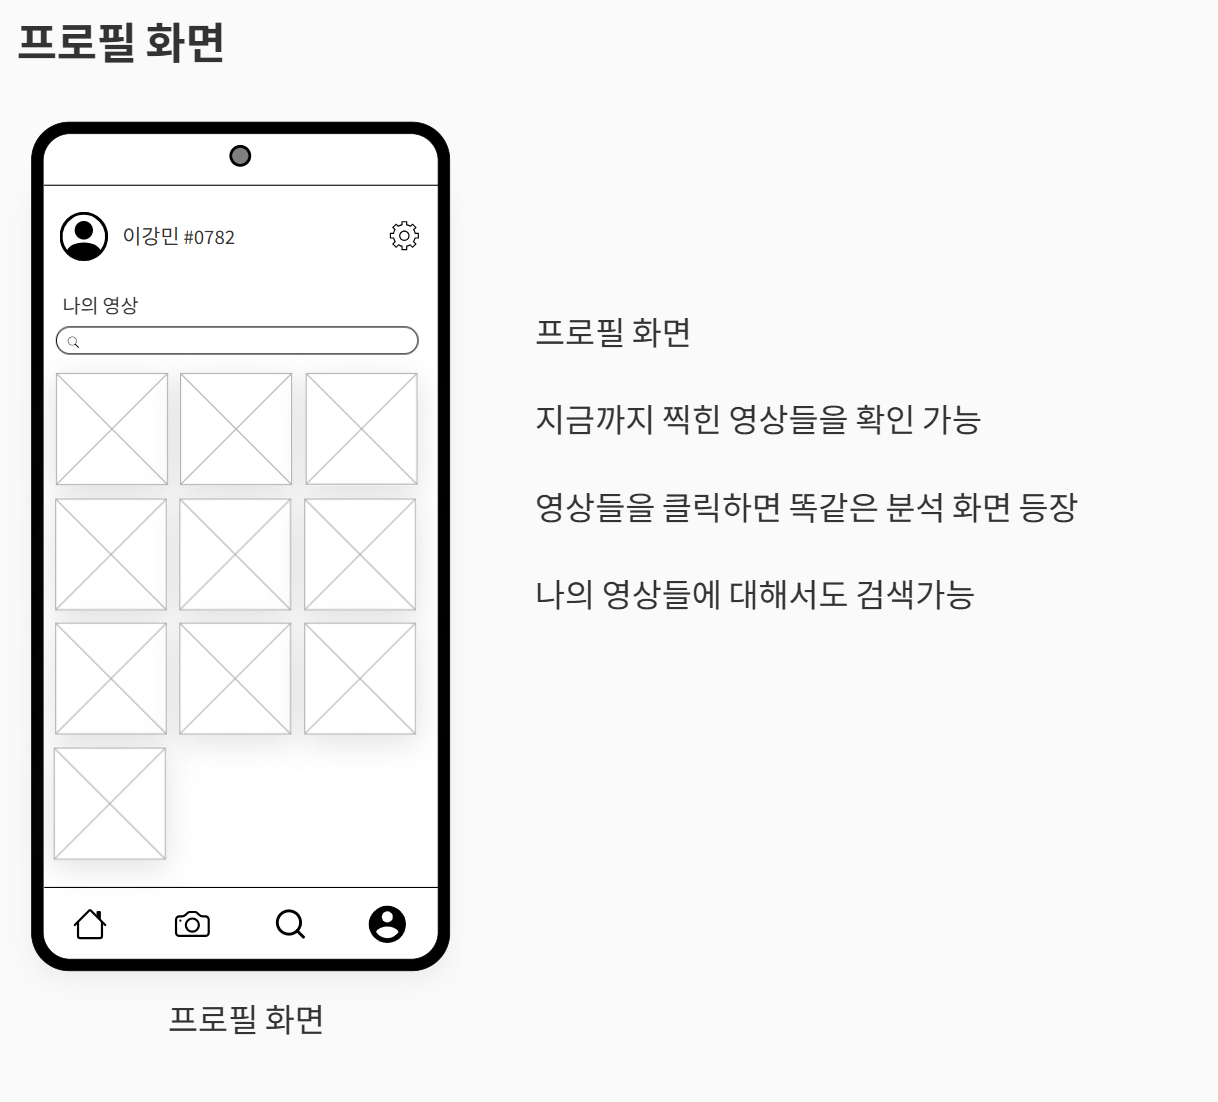 프로필 화면
이강민 #0782
나의 영상
프로필 화면
지금까지 찍힌 영상들을 확인 가능
영상들을 클릭하면 똑같은 분석 화면 등장
나의 영상들에 대해서도 검색가능
프로필 화면